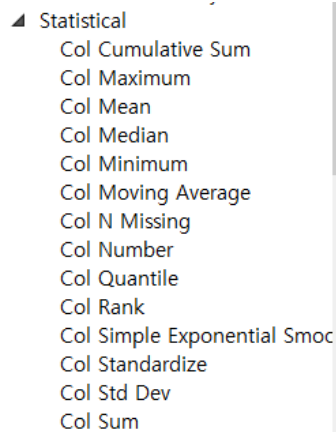 Statistical
Col Cumulative Sum
Col Maximum
Col Mean
Col Median
Col Minimum
Col Moving Average
Col N Missing
Col Number
Col Quantile
Col Rank
Col Simple Exponential Smoc
Col Standardize
Col Std Dev
Col Sum